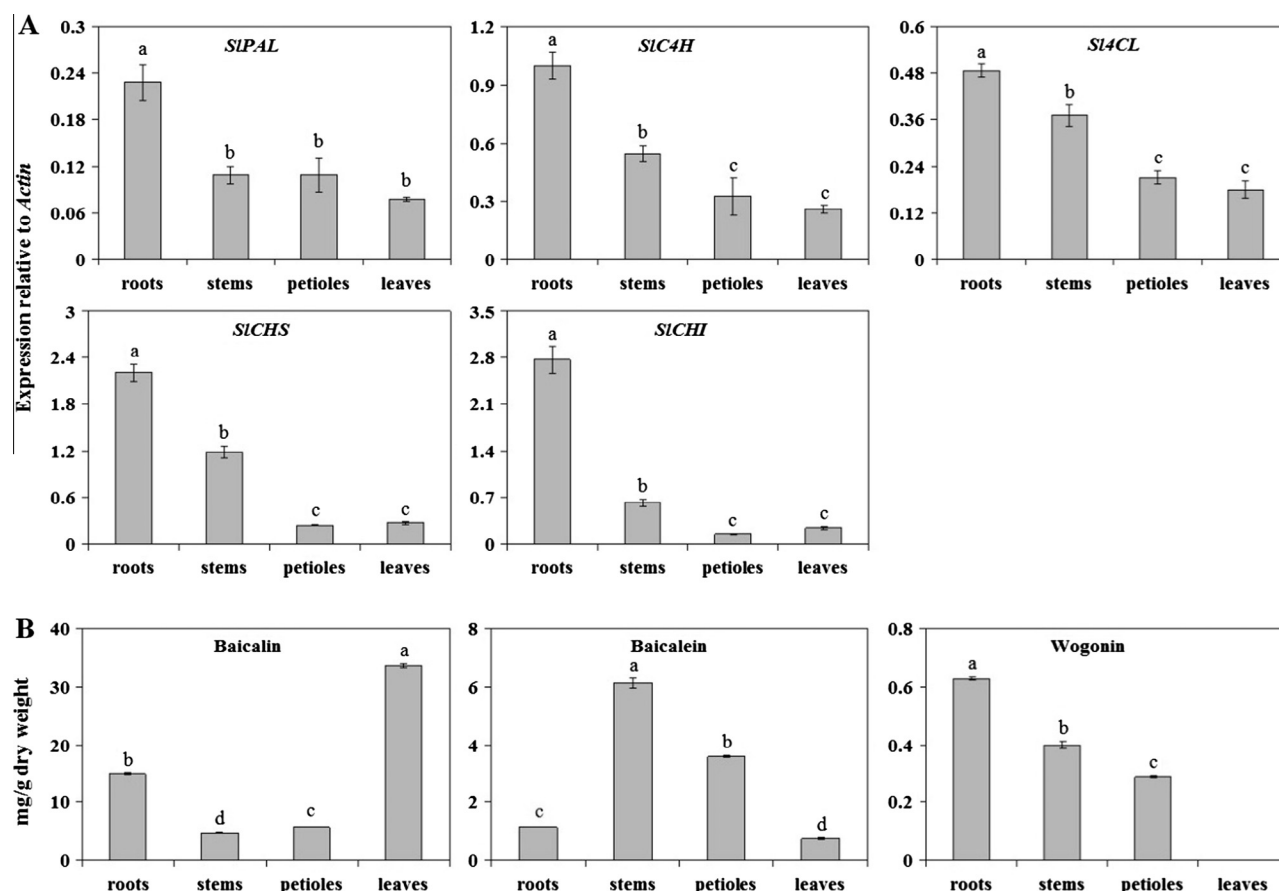 A
Expression relative to Actin
SlPAL
0.3
0.24
0.18
0.12
0.06
0
a
b
b
b
roots stems petioles leaves
SlC4H
1.2
0.9
0.6
0.3
0
a
b
c
c
roots stems petioles leaves
Sl4CL
0.6
0.48
0.36
0.24
0.12
0
a
b
c
c
roots stems petioles leaves
SlCHS
3
2.4
1.8
1.2
0.6
0
a
b
c
c
roots stems petioles leaves
SlCHI
3.5
2.8
2.1
1.4
0.7
0
a
b
c
c
roots stems petioles leaves
B
mg/g dry weight
Baicalin
40
30
20
10
0
b
d
c
a
roots stems petioles leaves
Baicalein
8
6
4
2
0
c
a
b
d
roots stems petioles leaves
Wogonin
0.8
0.6
0.4
0.2
0
a
b
c
roots stems petioles leaves